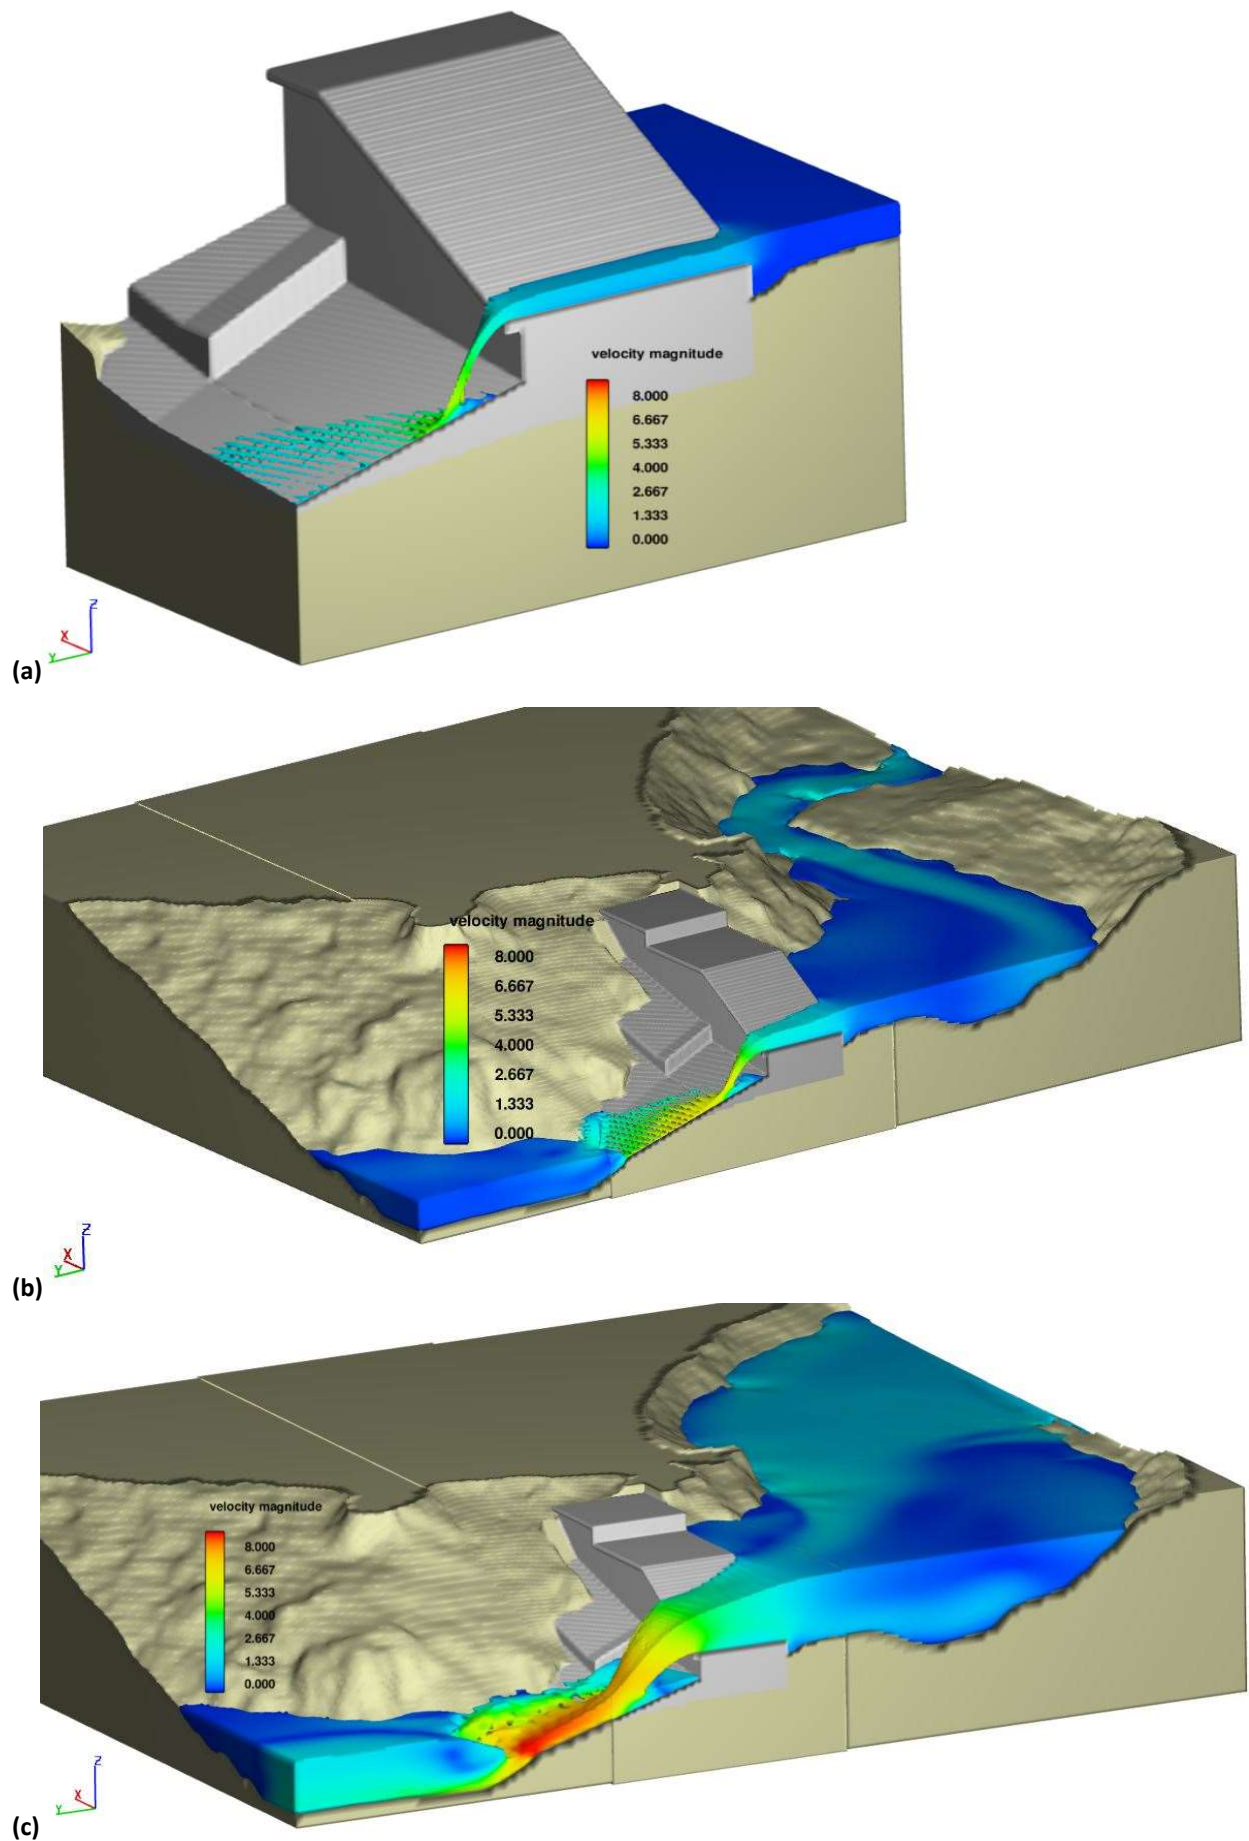 velocity magnitude
8.000
6.667
5.333
4.000
2.667
1.333
0.000
Z
X
Y
(a)
velocity magnitude
8.000
6.667
5.333
4.000
2.667
1.333
0.000
Z
X
Y
(b)
velocity magnitude
8.000
6.667
5.333
4.000
2.667
1.333
0.000
Z
X
Y
(c)